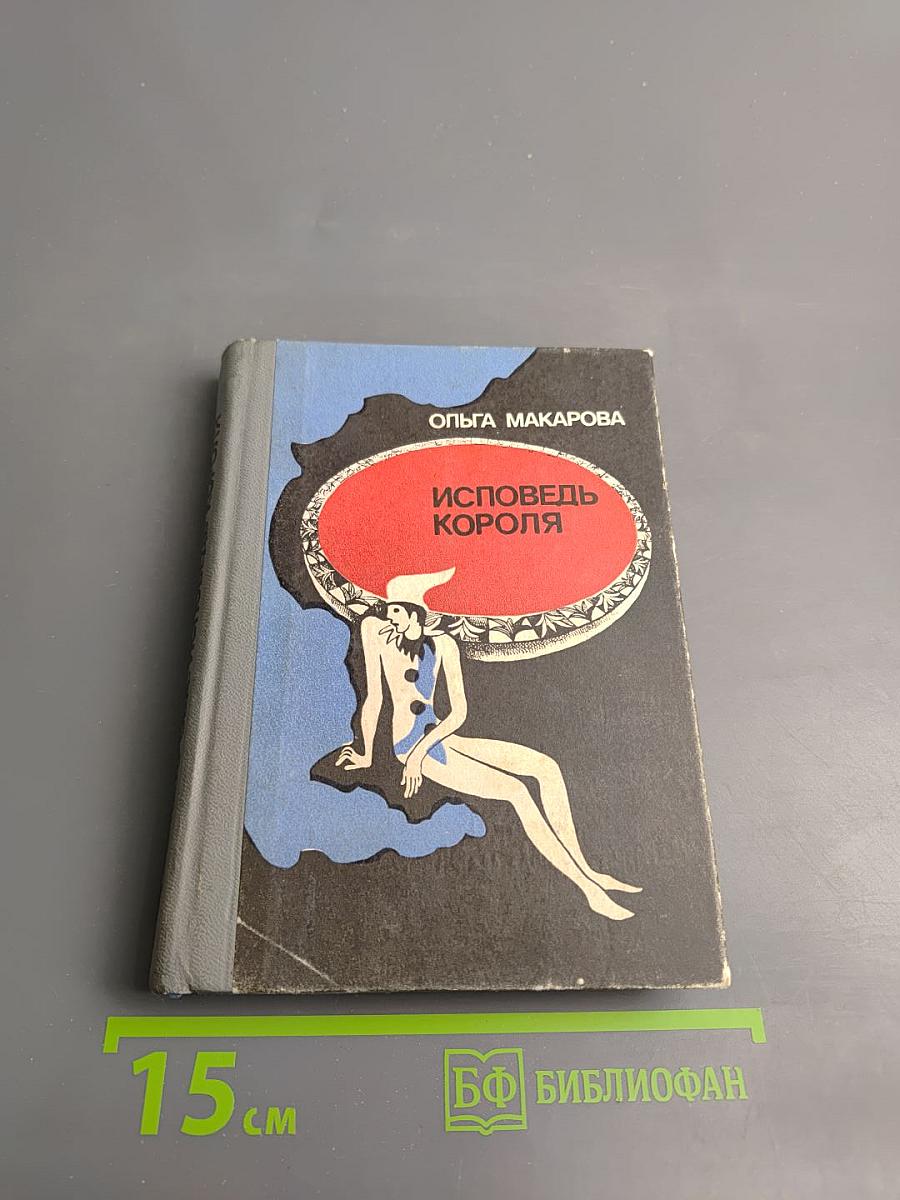 ОЛЬГА МАКАРОВА
ИСПОВЕДЬ
КОРОЛЯ
15 см
БФ БИБЛИОФАН